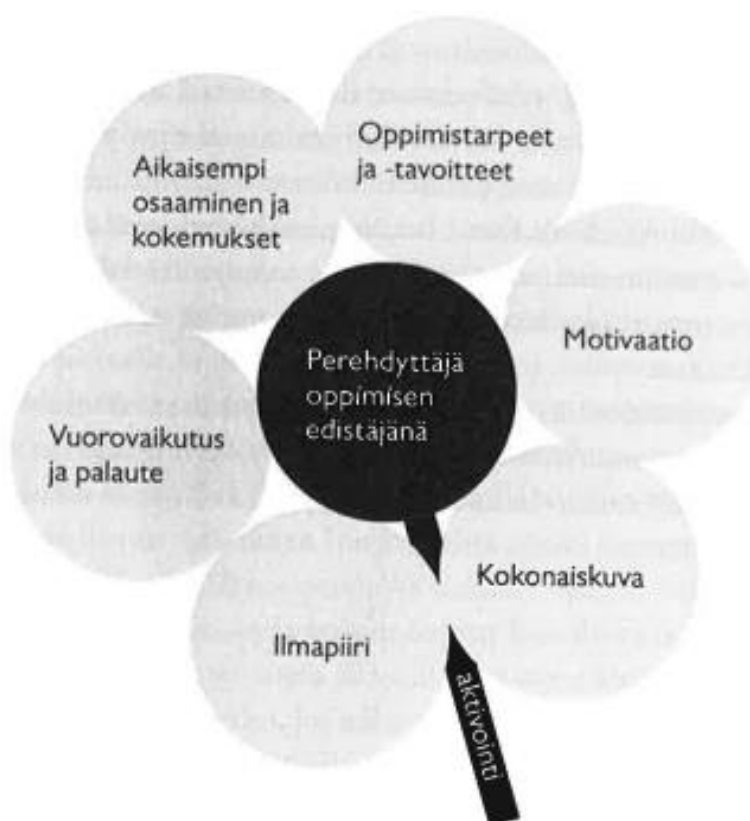 Oppimistarpeet
ja -tavoitteet
Aikaisempi
osaaminen ja
kokemukset
Motivaatio
Perehdyttäjä
oppimisen
edistäjänä
Vuorovaikutus
ja palaute
Kokonaiskuva
Ilmapiiri
aktivointi